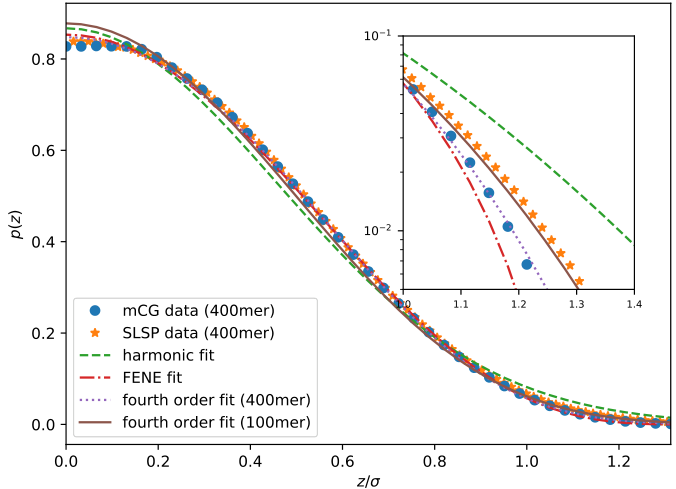 p(z)
0.8
0.6
0.4
0.2
0.0
0.0 0.2 0.4 0.6 0.8 1.0 1.2
z/σ
10⁻¹
10⁻²
1.0 1.1 1.2 1.3 1.4
mCG data (400mer)
SLSP data (400mer)
harmonic fit
FENE fit
fourth order fit (400mer)
fourth order fit (100mer)